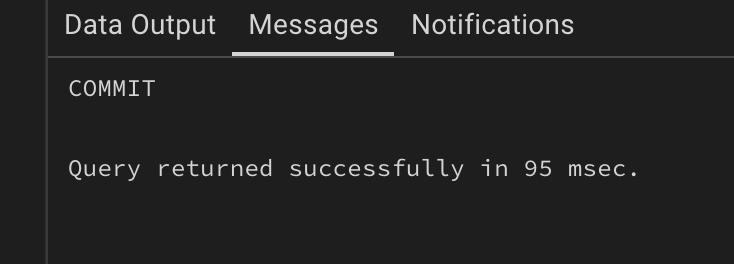 Data Output Messages Notifications
COMMIT
Query returned successfully in 95 msec.